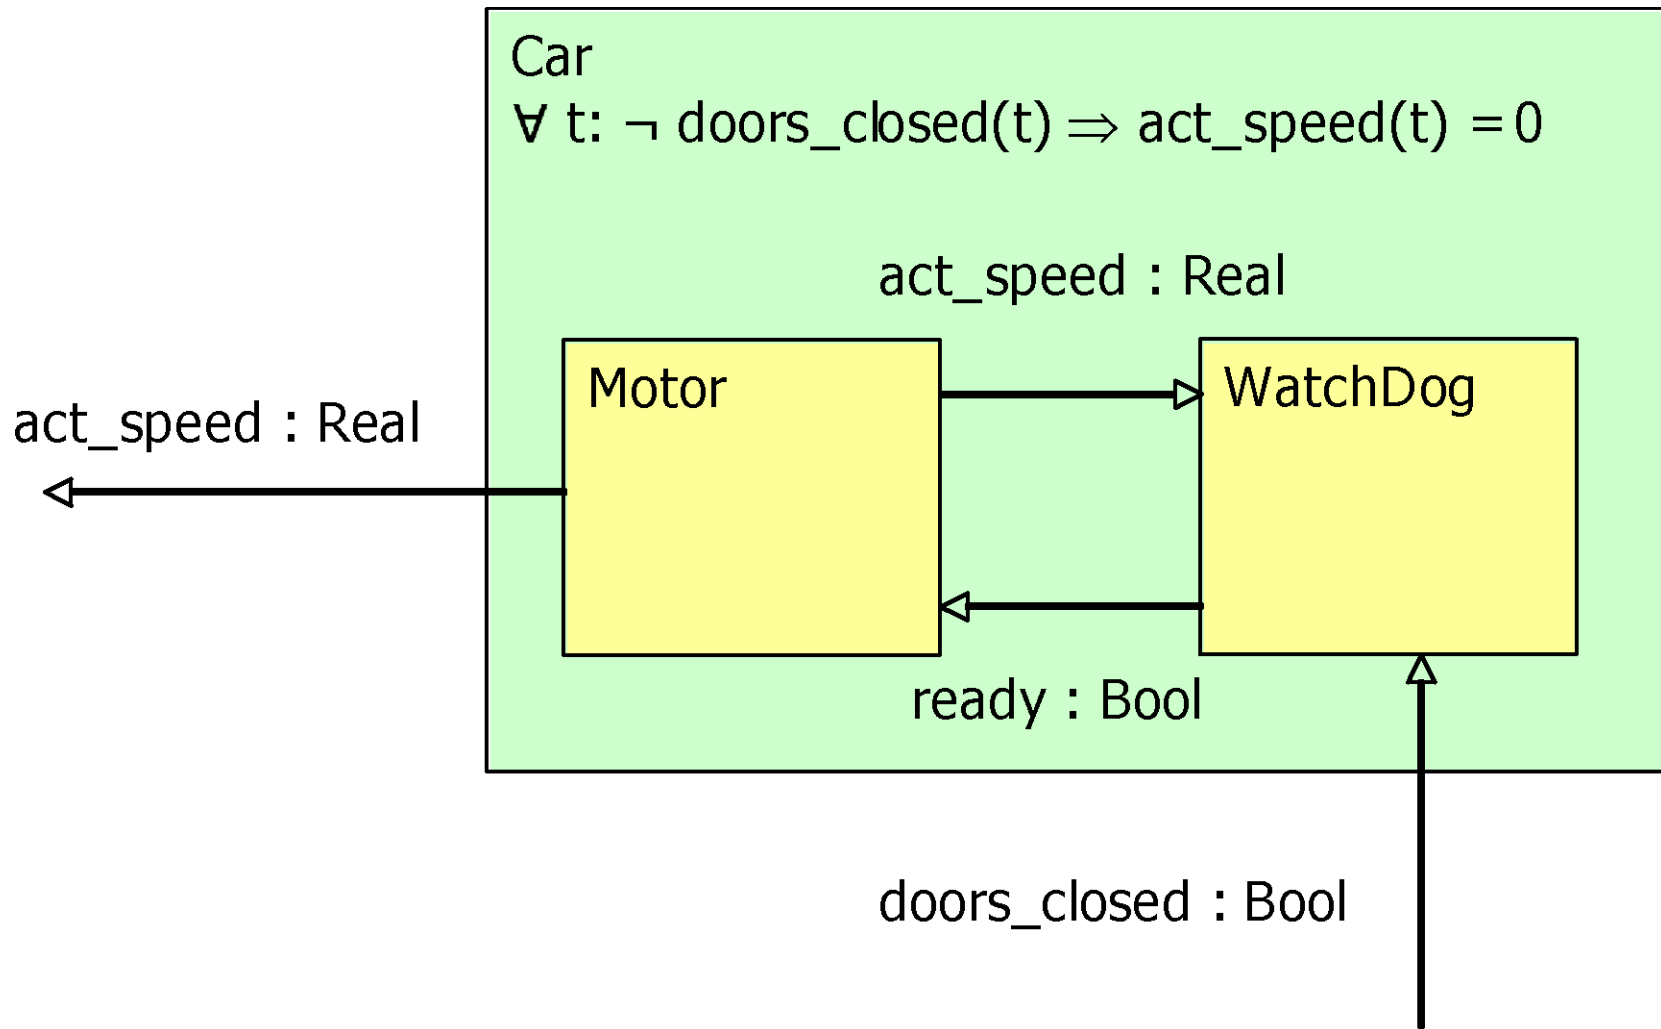 Car
∀ t: ¬ doors_closed(t) ⇒ act_speed(t) = 0
act_speed : Real
Motor
WatchDog
act_speed : Real
ready : Bool
doors_closed : Bool